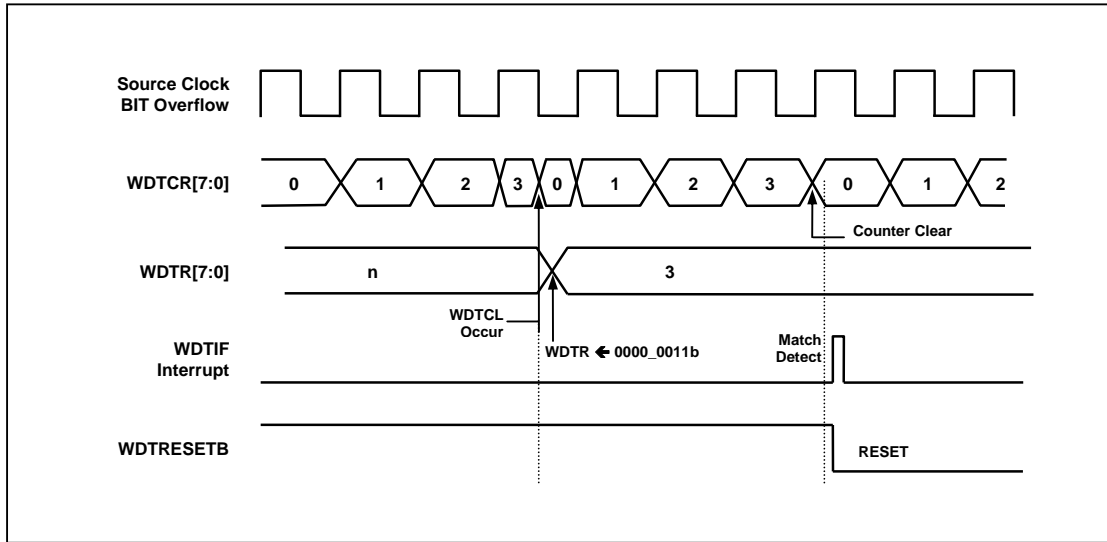 Source Clock
BIT Overflow
WDTCR[7:0]
0 1 2 3 0 1 2 3 0 1 2
Counter Clear
WDTR[7:0]
n
3
WDTCL
Occur
WDTR 🡸 0000_0011b
WDTIF
Interrupt
Match
Detect
WDTRESETB
RESET